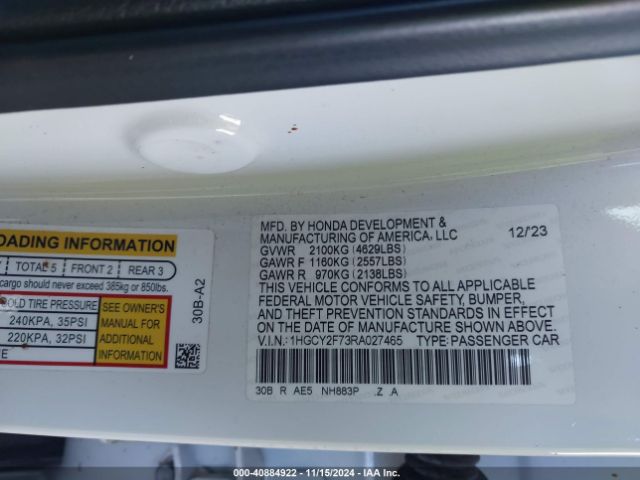 OADING INFORMATION
TOTAL 5 FRONT 2 REAR 3
cargo should never exceed 385kg or 850lbs.
COLD TIRE PRESSURE
240KPA, 35PSI
220KPA, 32PSI
SEE OWNER'S
MANUAL FOR
ADDITIONAL
INFORMATION
30B-A2
MFD. BY HONDA DEVELOPMENT &
MANUFACTURING OF AMERICA, LLC 12/23
GVWR 2100KG (4629LBS)
GAWR F 1160KG (2557LBS)
GAWR R 970KG (2138LBS)
THIS VEHICLE CONFORMS TO ALL APPLICABLE
FEDERAL MOTOR VEHICLE SAFETY, BUMPER,
AND THEFT PREVENTION STANDARDS IN EFFECT
ON THE DATE OF MANUFACTURE SHOWN ABOVE.
V.I.N.: 1HGCY2F73RA027465 TYPE: PASSENGER CAR
30B R AE5 NH883P .Z A
000-40884922 - 11/15/2024 - IAA Inc.